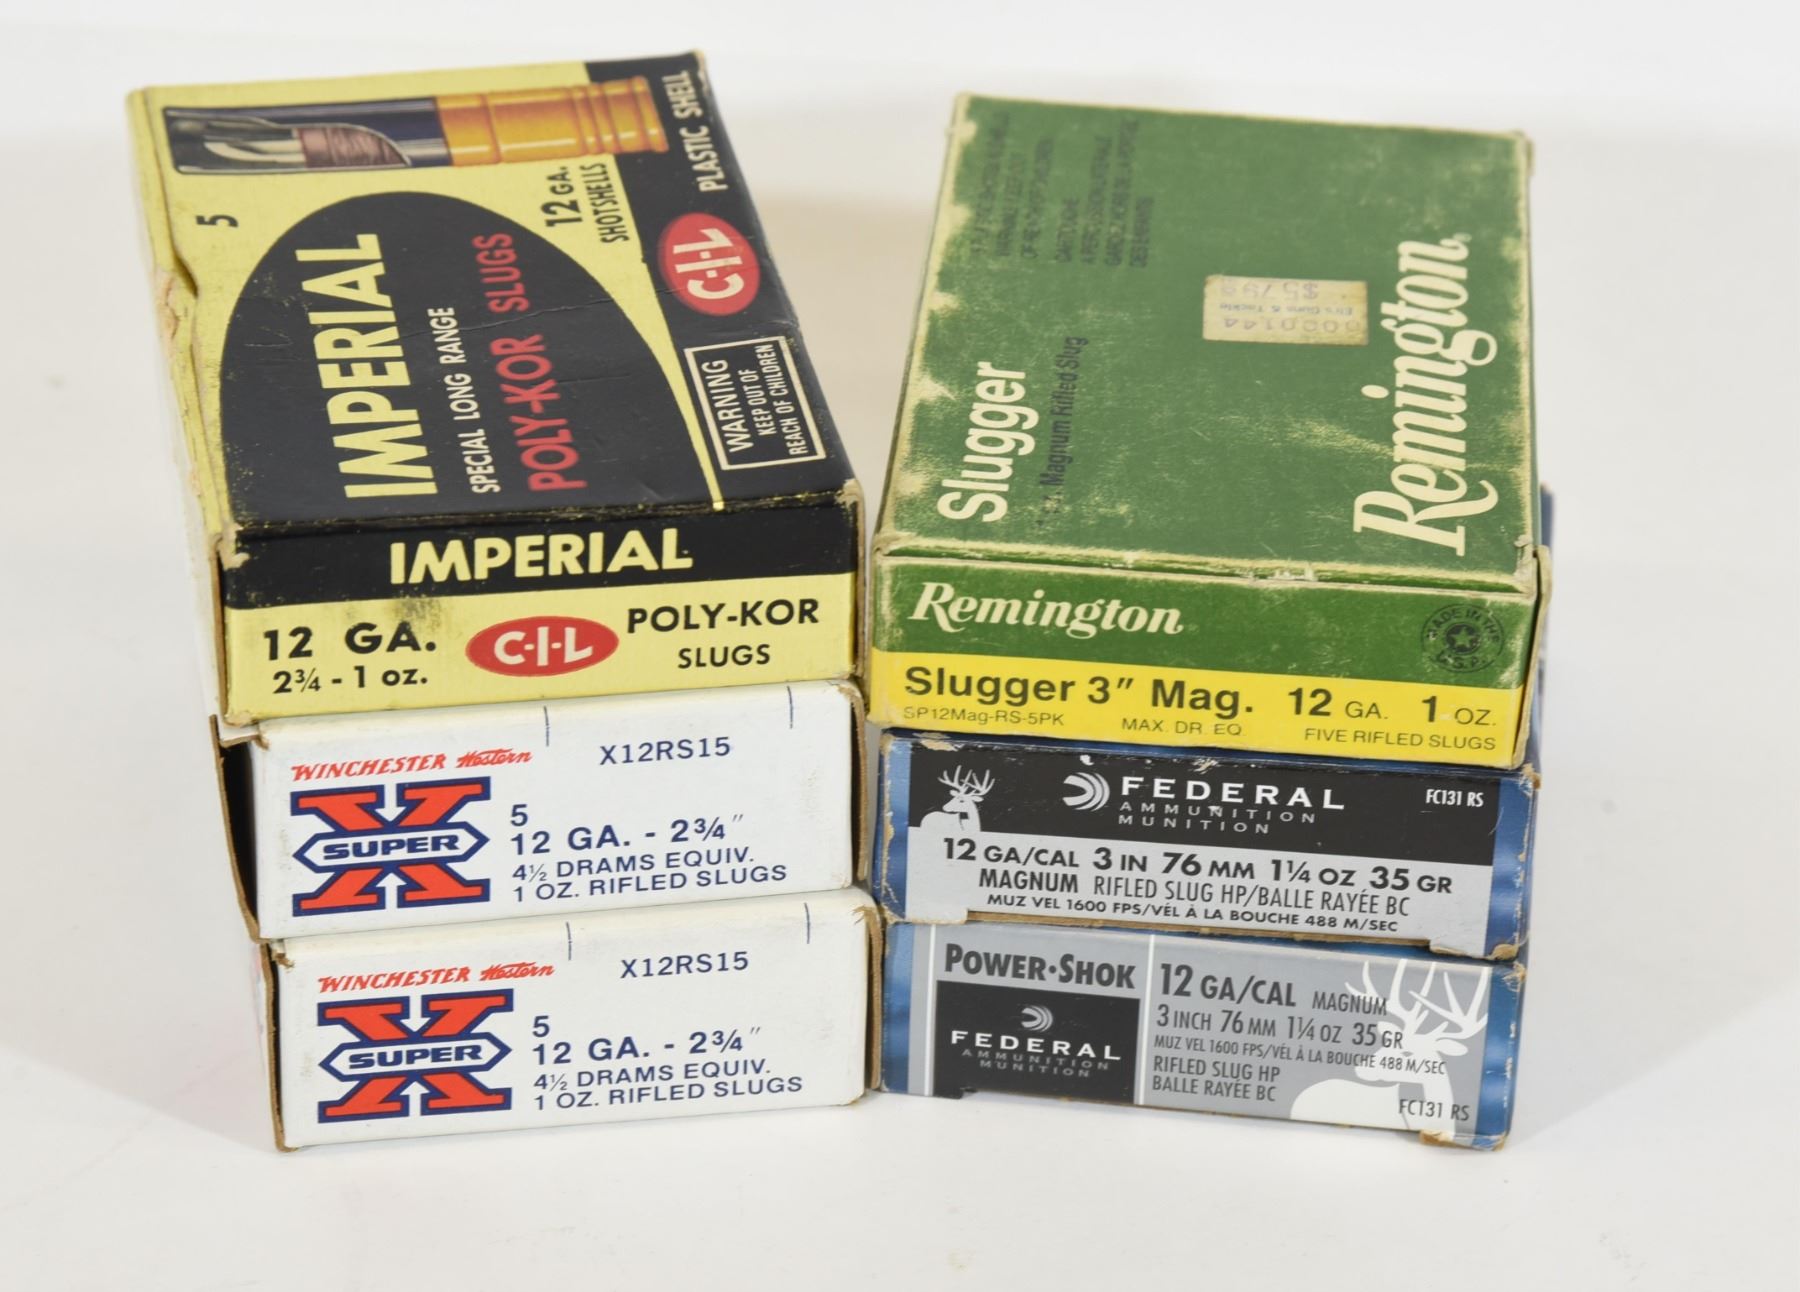 5
12 GA.
SHOTSHELLS
PLASTIC SHELL
IMPERIAL
SPECIAL LONG RANGE
POLY-KOR SLUGS
C-I-L
WARNING
KEEP OUT OF
REACH OF CHILDREN
IMPERIAL
12 GA.
2¾ - 1 oz.
C-I-L
POLY-KOR
SLUGS
WINCHESTER Western
X12RS15
SUPER X
5
12 GA. - 2¾"
4½ DRAMS EQUIV.
1 OZ. RIFLED SLUGS
WINCHESTER Western
X12RS15
SUPER X
5
12 GA. - 2¾"
4½ DRAMS EQUIV.
1 OZ. RIFLED SLUGS
Slugger
Magnum Rifled Slug
$5.79
0000144
Remington®
Remington
MADE IN THE U.S.A.
Slugger 3" Mag. 12 GA. 1 OZ.
SP12Mag-RS-5PK MAX. DR. EQ. FIVE RIFLED SLUGS
FEDERAL
AMMUNITION
MUNITION
FC131 RS
12 GA/CAL 3 IN 76 MM 1¼ OZ 35 GR
MAGNUM RIFLED SLUG HP/BALLE RAYÉE BC
MUZ VEL 1600 FPS/VÉL À LA BOUCHE 488 M/SEC
POWER·SHOK
FEDERAL
AMMUNITION
MUNITION
12 GA/CAL MAGNUM
3 INCH 76 MM 1¼ OZ 35 GR
MUZ VEL 1600 FPS/VÉL À LA BOUCHE 488 M/SEC
RIFLED SLUG HP
BALLE RAYÉE BC
FC131 RS